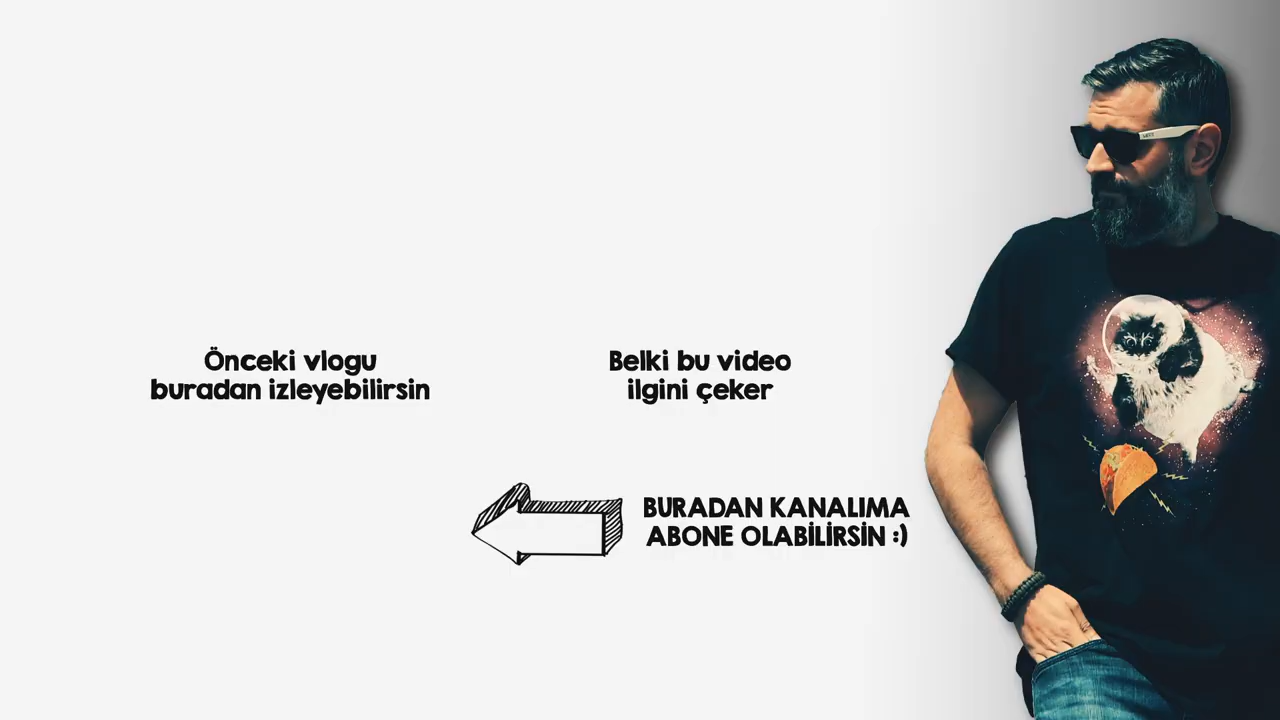 Önceki vlogu
buradan izleyebilirsin
Belki bu video
ilgini çeker
BURADAN KANALIMA
ABONE OLABİLİRSİN :)